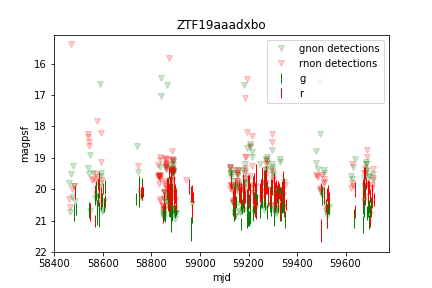 ZTF19aaadxbo
gnon detections
rnon detections
g
r
magpsf
16
17
18
19
20
21
22
58400 58600 58800 59000 59200 59400 59600
mjd